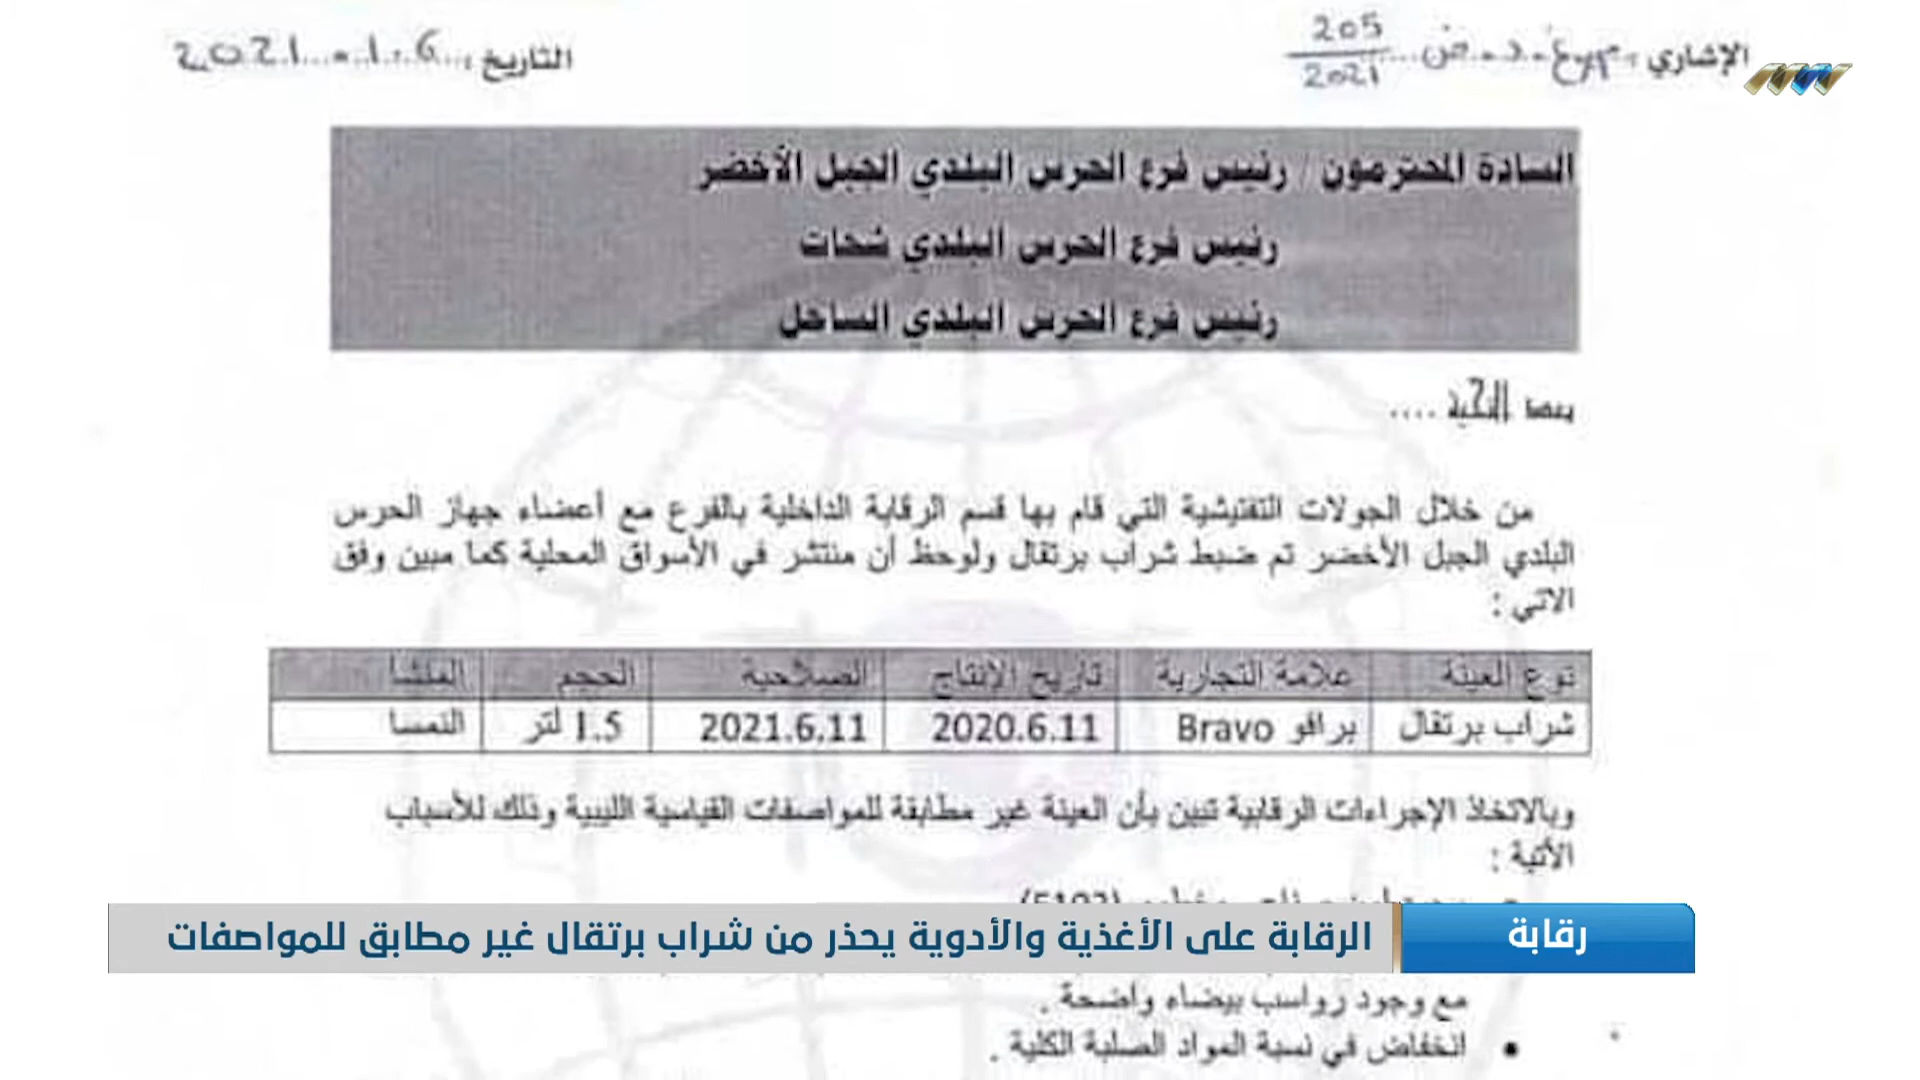 الإشاري : م ر غ . د . ض 205 / 2021
التاريخ : 6 . 1 . 2021
السادة المحترمون / رئيس فرع الحرس البلدي الجبل الأخضر
رئيس فرع الحرس البلدي شحات
رئيس فرع الحرس البلدي الساحل
بعد التحية ....
من خلال الجولات التفتيشية التي قام بها قسم الرقابة الداخلية بالفرع مع أعضاء جهاز الحرس
البلدي الجبل الأخضر تم ضبط شراب برتقال ولوحظ أن منتشر في الأسواق المحلية كما مبين وفق
الاتي :
نوع العينة علامة التجارية تاريخ الإنتاج الصلاحية الحجم المنشا
شراب برتقال برافو Bravo 2020.6.11 2021.6.11 1.5 لتر النمسا
وبالاتخاذ الإجراءات الرقابية تبين بأن العينة غير مطابقة للمواصفات القياسية الليبية وذلك للأسباب
الأتية :
رقابة
الرقابة على الأغذية والأدوية يحذر من شراب برتقال غير مطابق للمواصفات
مع وجود رواسب بيضاء واضحة .
• انخفاض في نسبة المواد الصلبة الكلية .